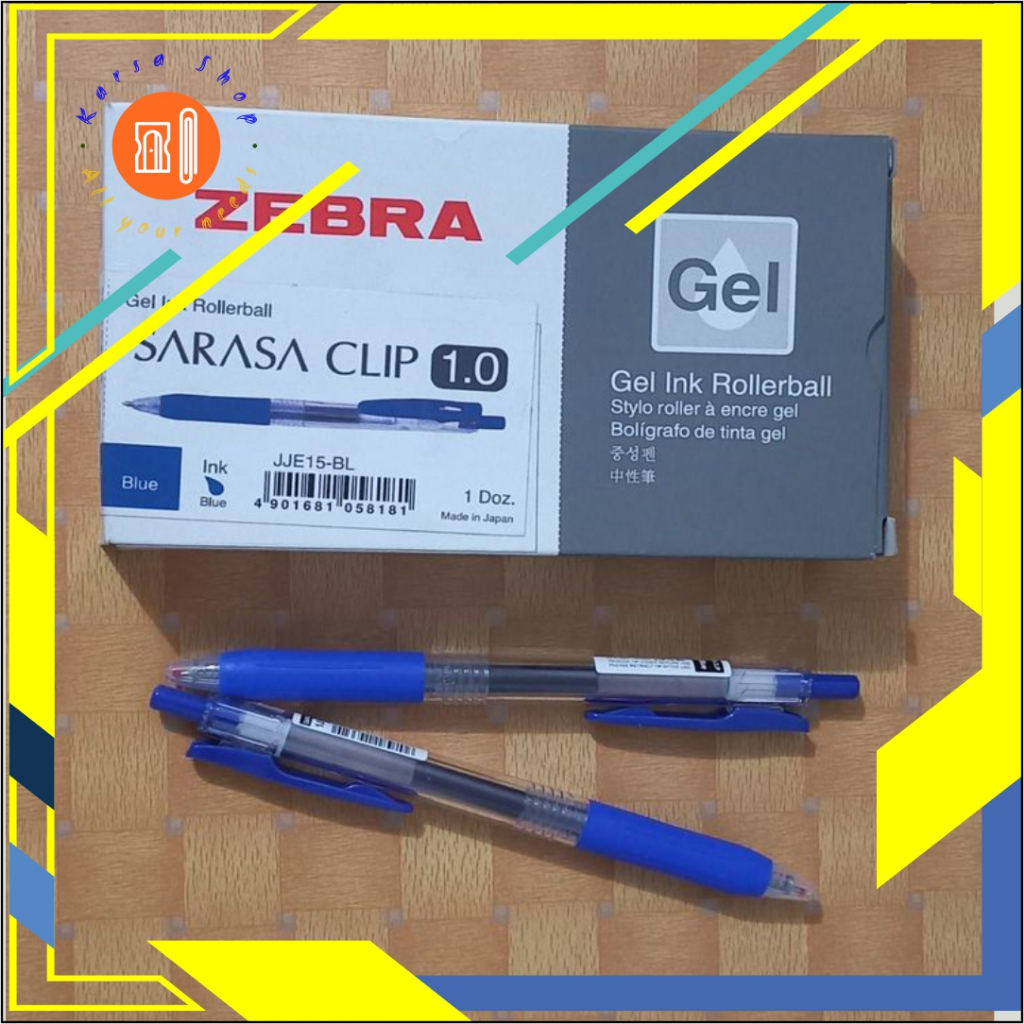 Karsa Shop
All your needs
ZEBRA
Gel Ink Rollerball
SARASA CLIP 1.0
Blue
Ink
Blue
JJE15-BL
4 901681 058181
1 Doz.
Made in Japan
Gel
Gel Ink Rollerball
Stylo roller à encre gel
Bolígrafo de tinta gel
중성펜
中性筆